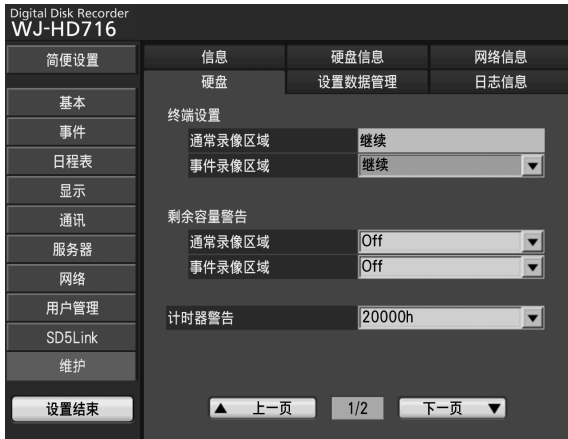 Digital Disk Recorder
WJ-HD716
简便设置
基本
事件
日程表
显示
通讯
服务器
网络
用户管理
SD5Link
维护
设置结束
信息 硬盘信息 网络信息
硬盘 设置数据管理 日志信息
终端设置
通常录像区域 继续
事件录像区域 继续
剩余容量警告
通常录像区域 Off
事件录像区域 Off
计时器警告 20000h
▲ 上一页 1/2 下一页 ▼